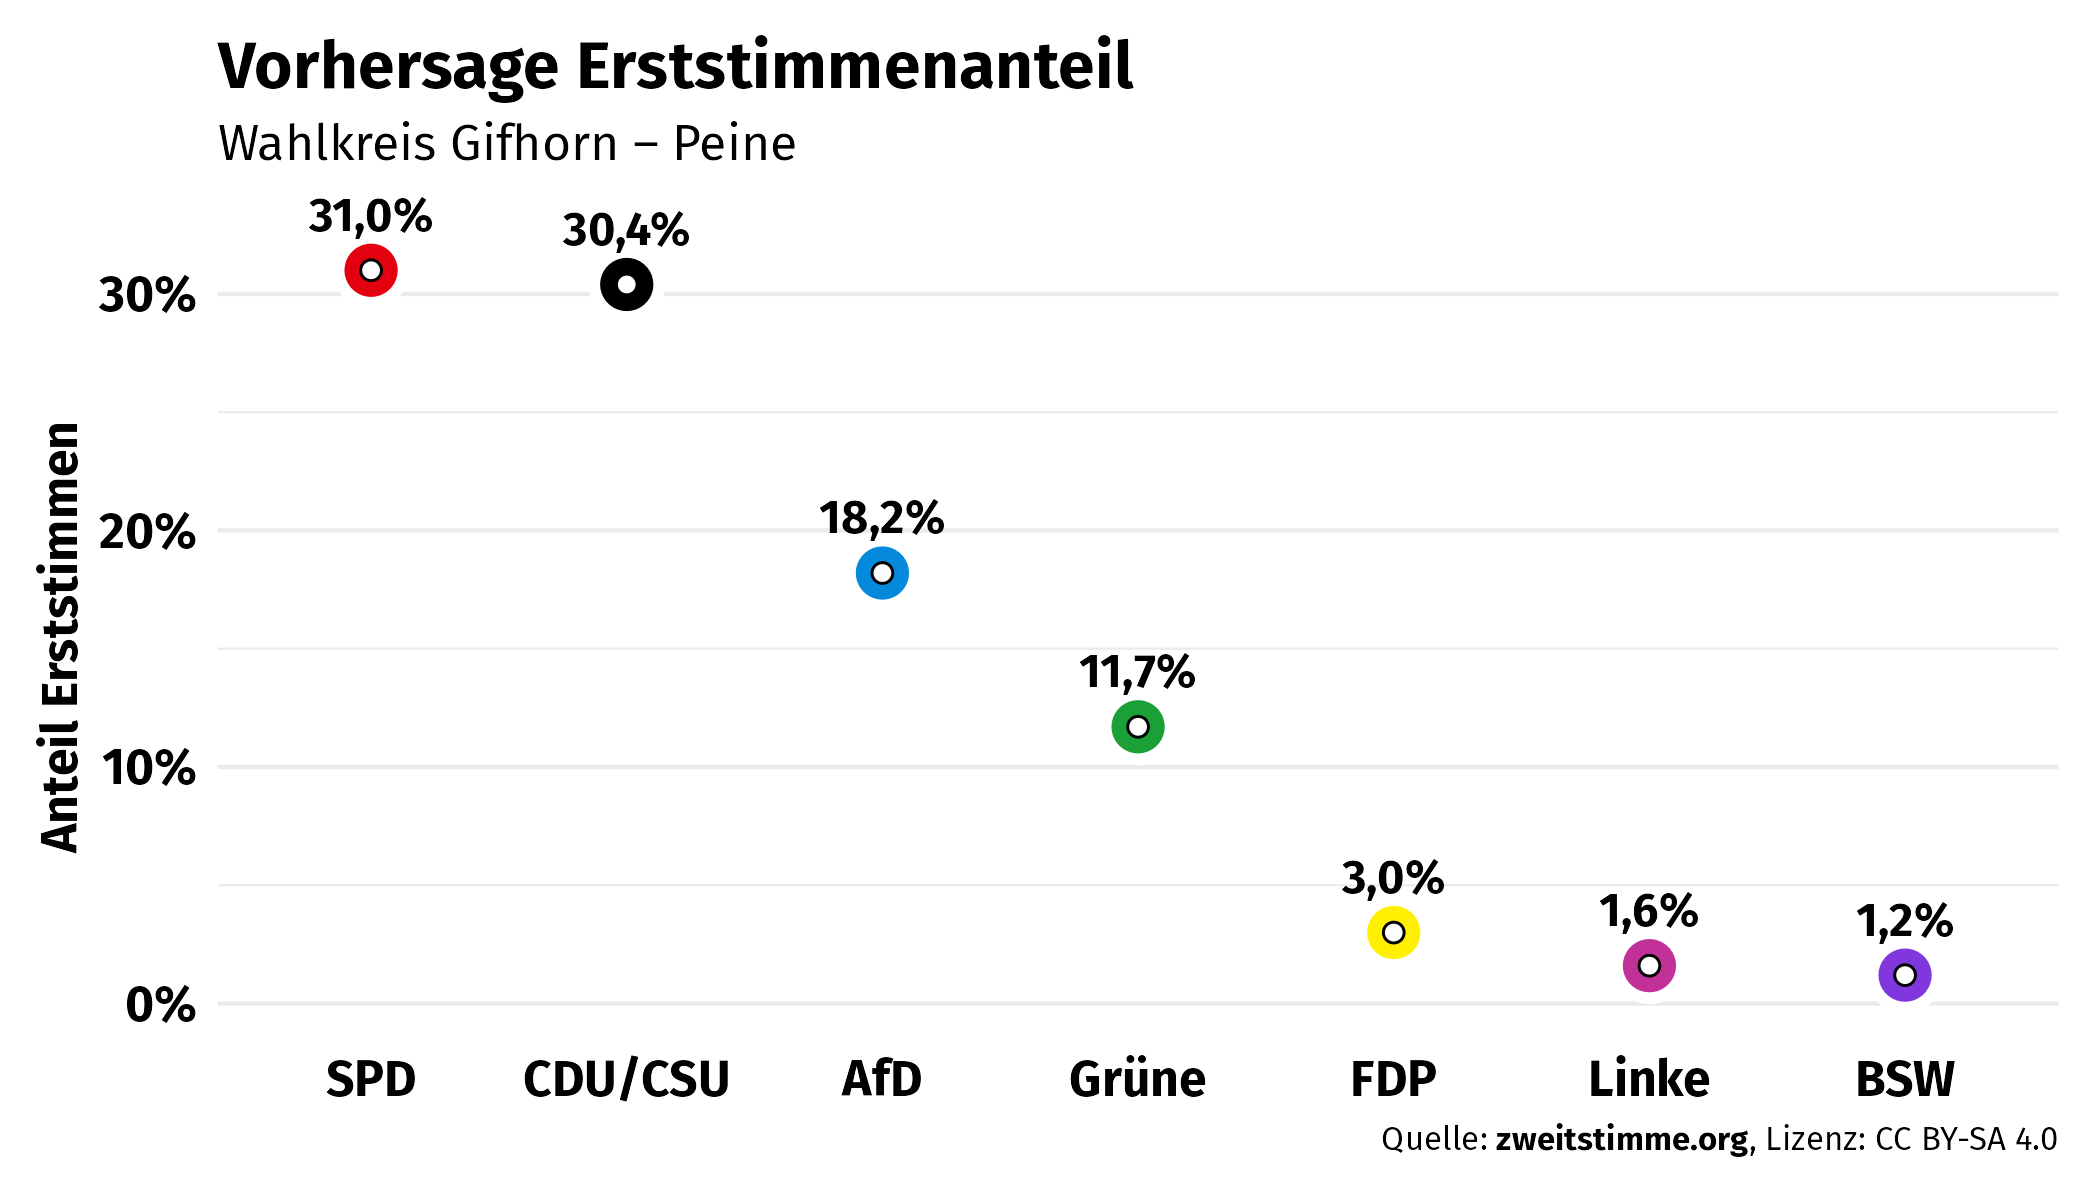 Vorhersage Erststimmenanteil
Wahlkreis Gifhorn – Peine
Anteil Erststimmen
30%
20%
10%
0%
31,0%
30,4%
18,2%
11,7%
3,0%
1,6%
1,2%
SPD CDU/CSU AfD Grüne FDP Linke BSW
Quelle: zweitstimme.org, Lizenz: CC BY-SA 4.0